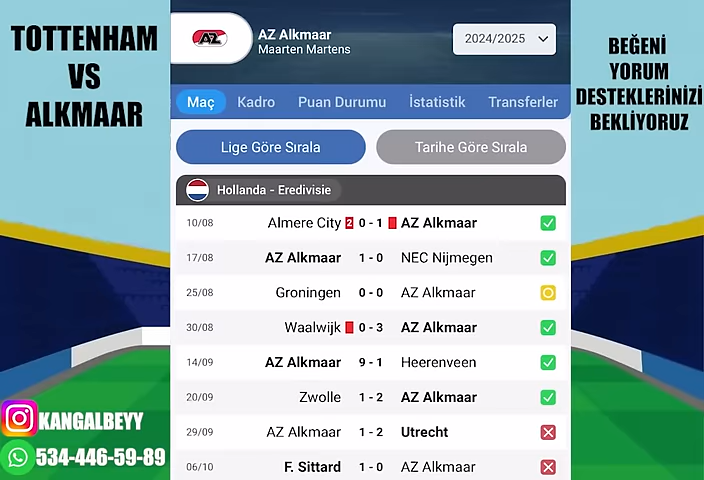 TOTTENHAM
VS
ALKMAAR
AZ
AZ Alkmaar
Maarten Martens
2024/2025
BEĞENİ
YORUM
DESTEKLERİNİZİ
BEKLİYORUZ
Maç Kadro Puan Durumu İstatistik Transferler
Lige Göre Sırala Tarihe Göre Sırala
Hollanda - Eredivisie
10/08 Almere City 2 0 - 1 AZ Alkmaar
17/08 AZ Alkmaar 1 - 0 NEC Nijmegen
25/08 Groningen 0 - 0 AZ Alkmaar
30/08 Waalwijk 0 - 3 AZ Alkmaar
14/09 AZ Alkmaar 9 - 1 Heerenveen
20/09 Zwolle 1 - 2 AZ Alkmaar
29/09 AZ Alkmaar 1 - 2 Utrecht
06/10 F. Sittard 1 - 0 AZ Alkmaar
KANGALBEYY
534-446-59-89